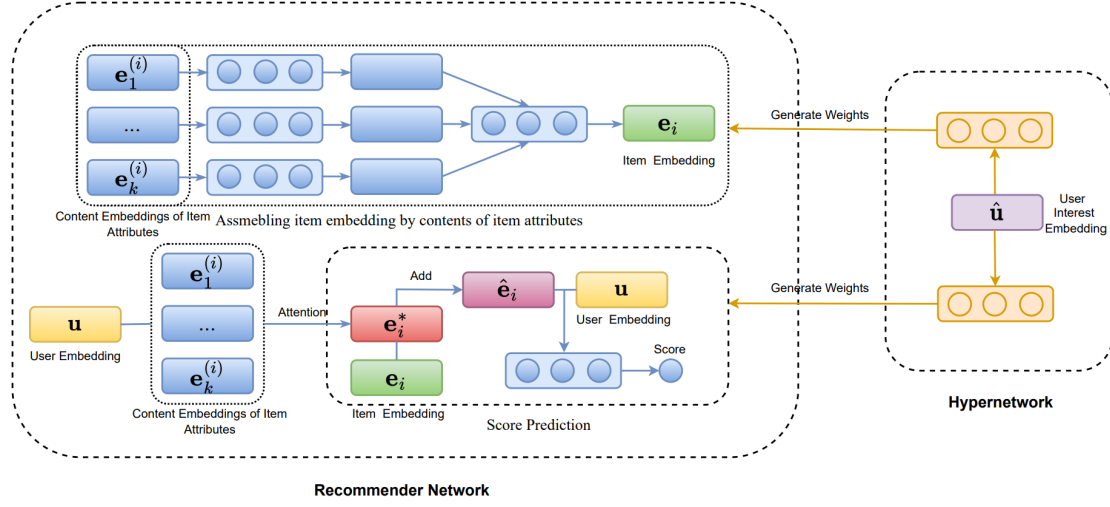 e_1^{(i)}
...
e_k^{(i)}
Content Embeddings of Item
Attributes
e_i
Item Embedding
Assmebling item embedding by contents of item attributes
Generate Weights
û
User
Interest
Embedding
u
User Embedding
e_1^{(i)}
...
e_k^{(i)}
Content Embeddings of Item
Attributes
Attention
Add
ê_i
u
User Embedding
e_i^*
e_i
Item Embedding
Score
Score Prediction
Generate Weights
Hypernetwork
Recommender Network